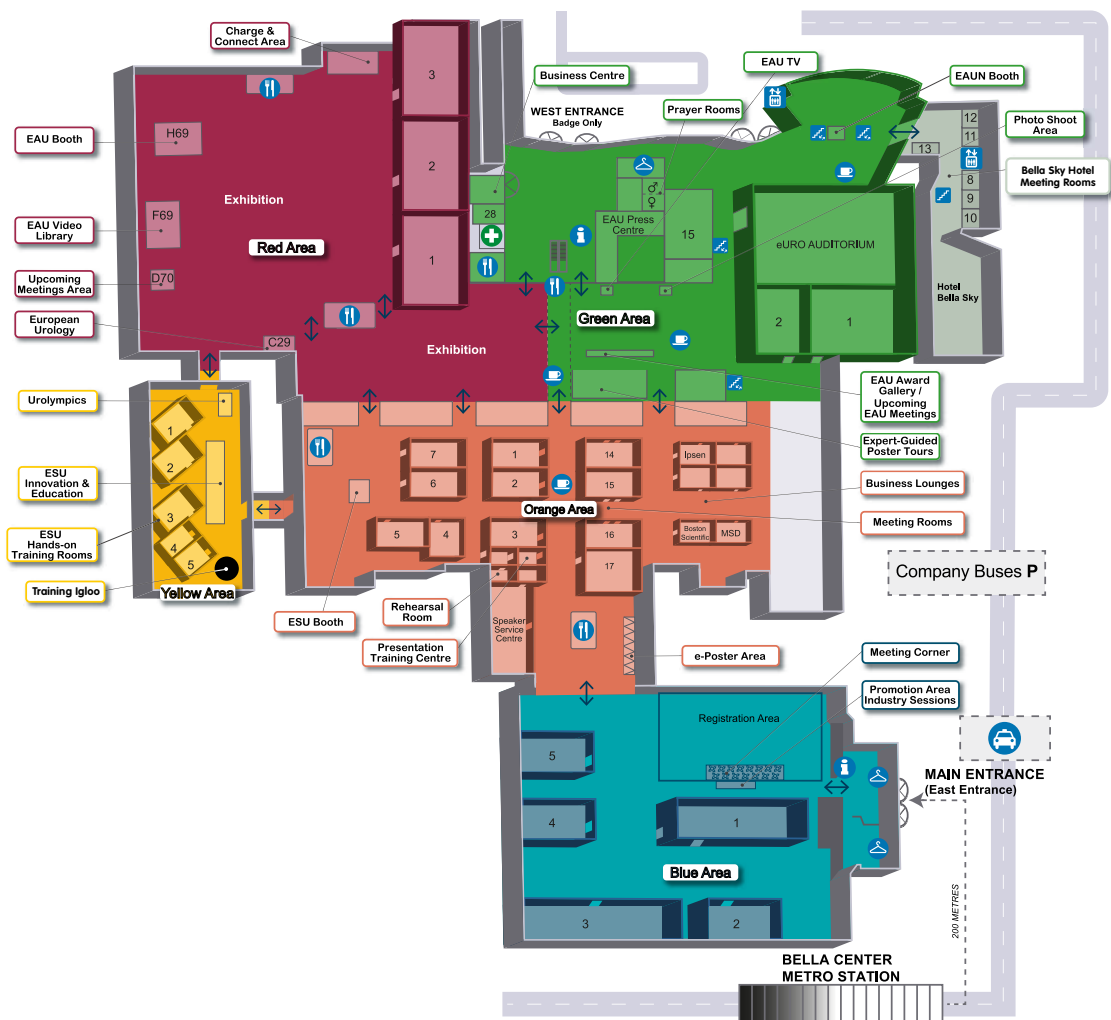 Charge &
Connect Area
EAU TV
Business Centre
EAUN Booth
WEST ENTRANCE
Badge Only
Prayer Rooms
Photo Shoot
Area
3
H69
12
11
13
EAU Booth
2
Bella Sky Hotel
Meeting Rooms
8
9
10
Exhibition
28
EAU Press
Centre
15
eURO AUDITORIUM
F69
EAU Video
Library
Red Area
1
D70
Upcoming
Meetings Area
Hotel
Bella Sky
European
Urology
Green Area
2
1
C29
Exhibition
EAU Award
Gallery /
Upcoming
EAU Meetings
Urolympics
1
Expert-Guided
Poster Tours
7
1
14
Ipsen
2
ESU
Innovation &
Education
6
2
15
Business Lounges
Orange Area
3
Meeting Rooms
ESU
Hands-on
Training Rooms
5
4
3
16
Boston
Scientific
MSD
4
5
17
Company Buses P
Training Igloo
Yellow Area
ESU Booth
Rehearsal
Room
Speaker
Service
Centre
Presentation
Training Centre
e-Poster Area
Meeting Corner
Promotion Area
Industry Sessions
Registration Area
5
MAIN ENTRANCE
(East Entrance)
4
1
Blue Area
3
2
200 METRES
BELLA CENTER
METRO STATION